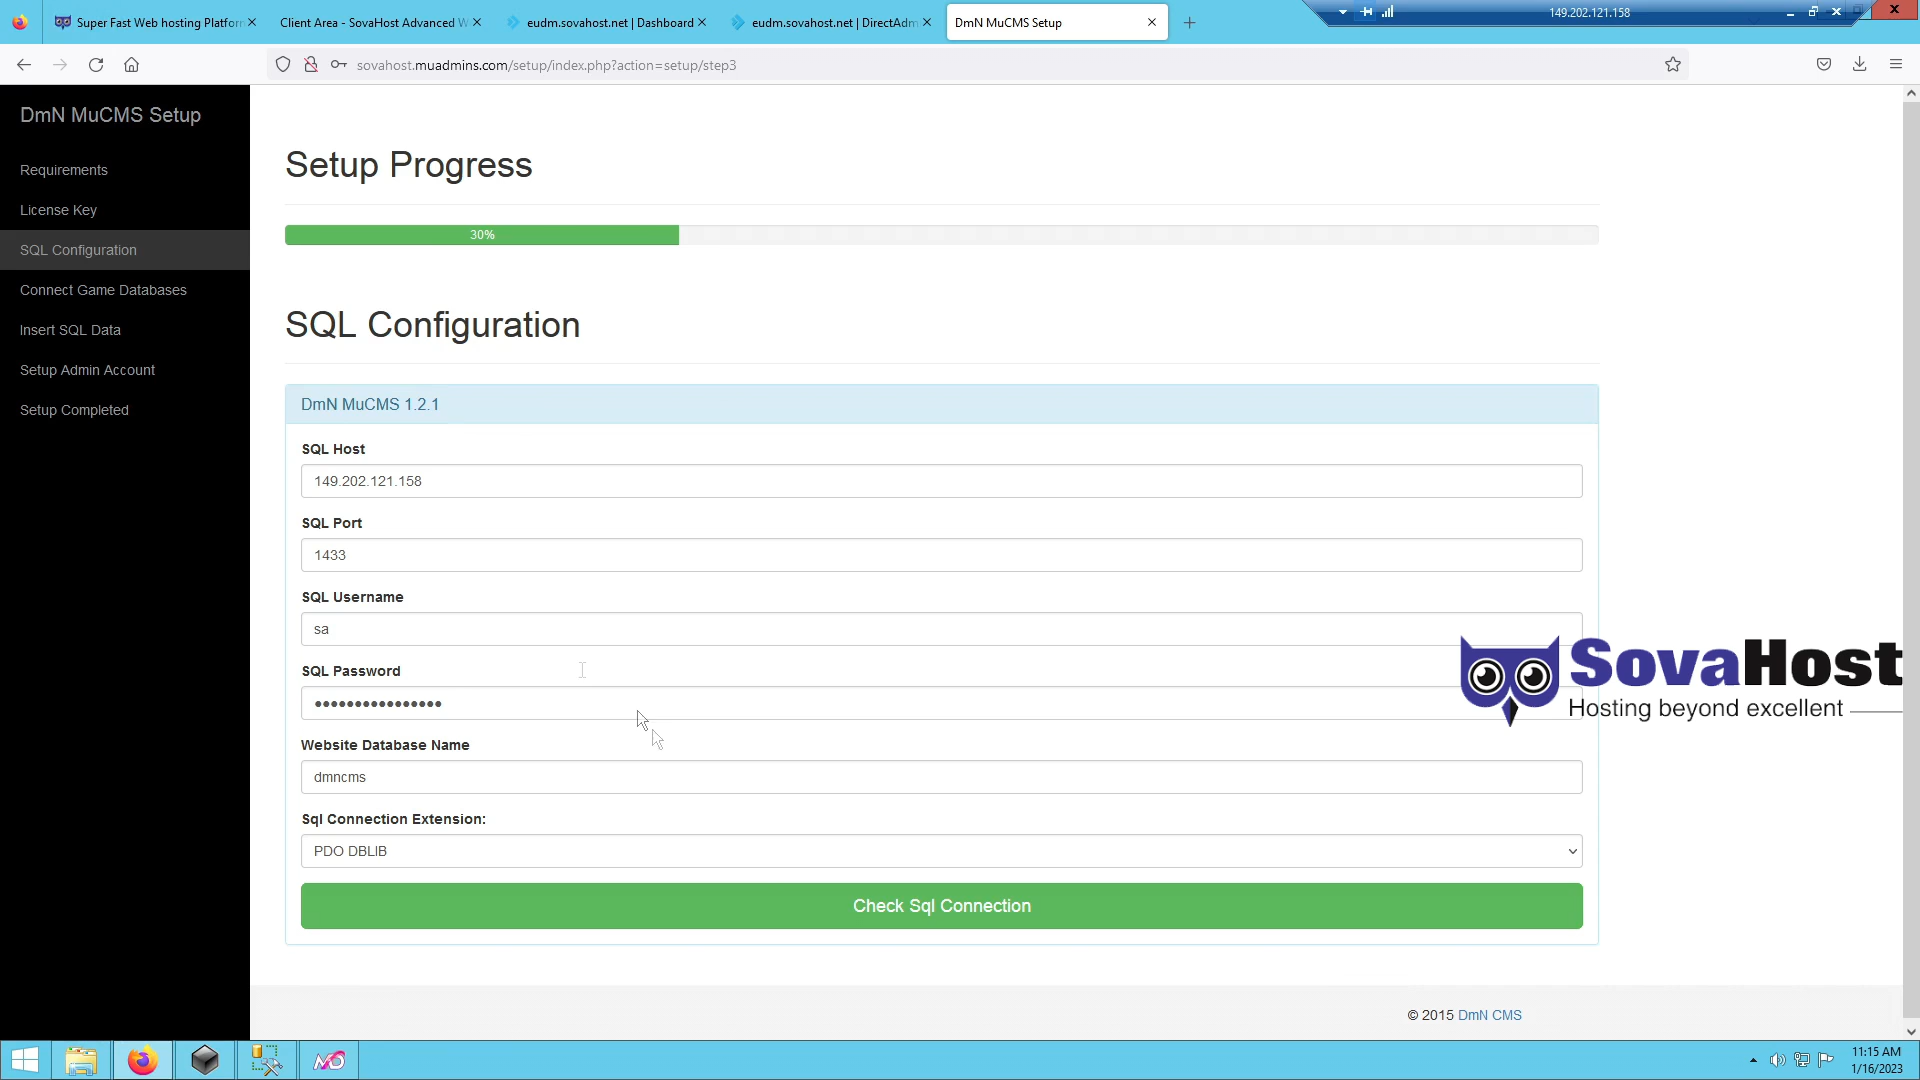 Super Fast Web hosting Platfor
Client Area - SovaHost Advanced W
eudm.sovahost.net | Dashboard
eudm.sovahost.net | DirectAdm
DmN MuCMS Setup
149.202.121.158
sovahost.muadmins.com/setup/index.php?action=setup/step3
DmN MuCMS Setup
Requirements
License Key
SQL Configuration
Connect Game Databases
Insert SQL Data
Setup Admin Account
Setup Completed
Setup Progress
30%
SQL Configuration
DmN MuCMS 1.2.1
SQL Host
149.202.121.158
SQL Port
1433
SQL Username
sa
SQL Password
••••••••••••••••
Website Database Name
dmncms
Sql Connection Extension:
PDO DBLIB
Check Sql Connection
SovaHost
Hosting beyond excellent
© 2015 DmN CMS
11:15 AM
1/16/2023